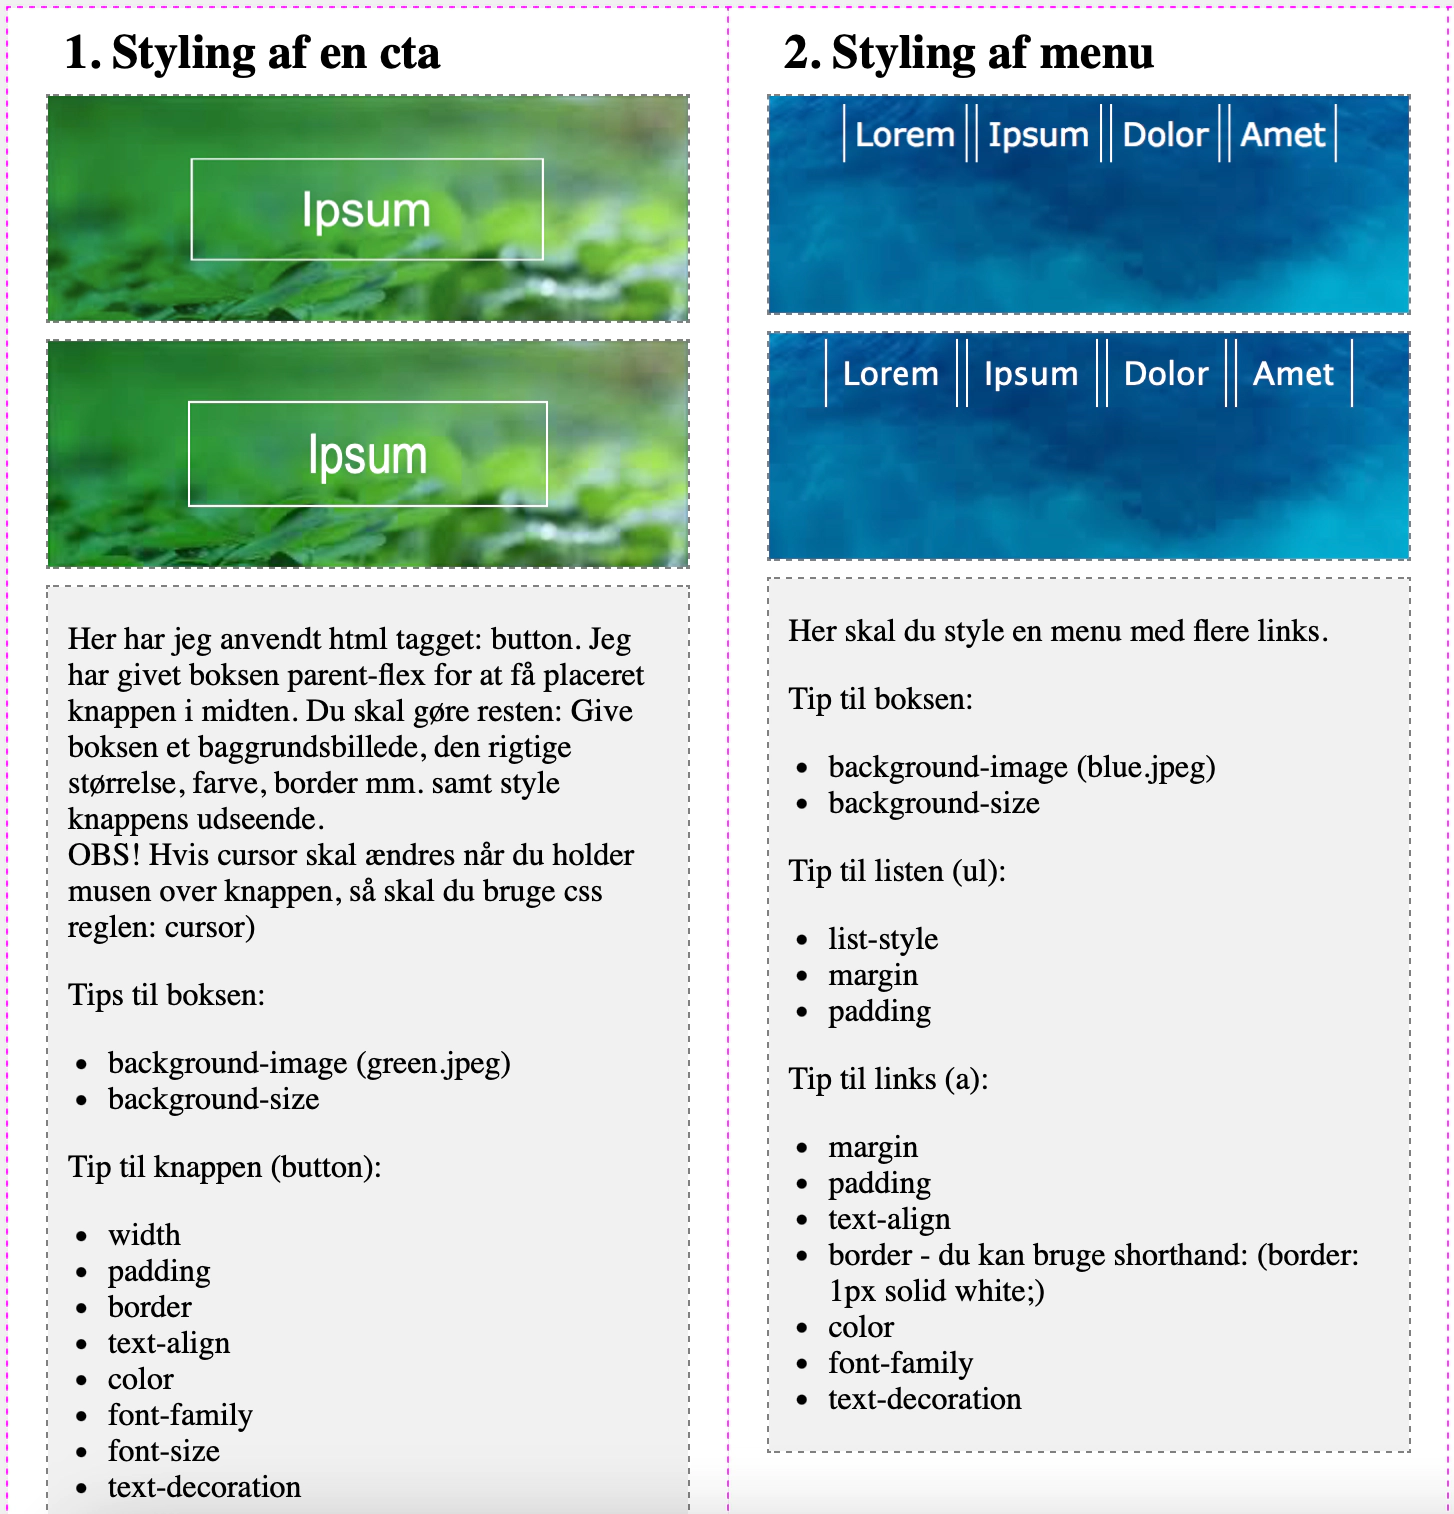 1. Styling af en cta
Ipsum
Ipsum
Her har jeg anvendt html tagget: button. Jeg
har givet boksen parent-flex for at få placeret
knappen i midten. Du skal gøre resten: Give
boksen et baggrundsbillede, den rigtige
størrelse, farve, border mm. samt style
knappens udseende.
OBS! Hvis cursor skal ændres når du holder
musen over knappen, så skal du bruge css
reglen: cursor)
Tips til boksen:
• background-image (green.jpeg)
• background-size
Tip til knappen (button):
• width
• padding
• border
• text-align
• color
• font-family
• font-size
• text-decoration
2. Styling af menu
Lorem Ipsum Dolor Amet
Lorem Ipsum Dolor Amet
Her skal du style en menu med flere links.
Tip til boksen:
• background-image (blue.jpeg)
• background-size
Tip til listen (ul):
• list-style
• margin
• padding
Tip til links (a):
• margin
• padding
• text-align
• border - du kan bruge shorthand: (border:
1px solid white;)
• color
• font-family
• text-decoration